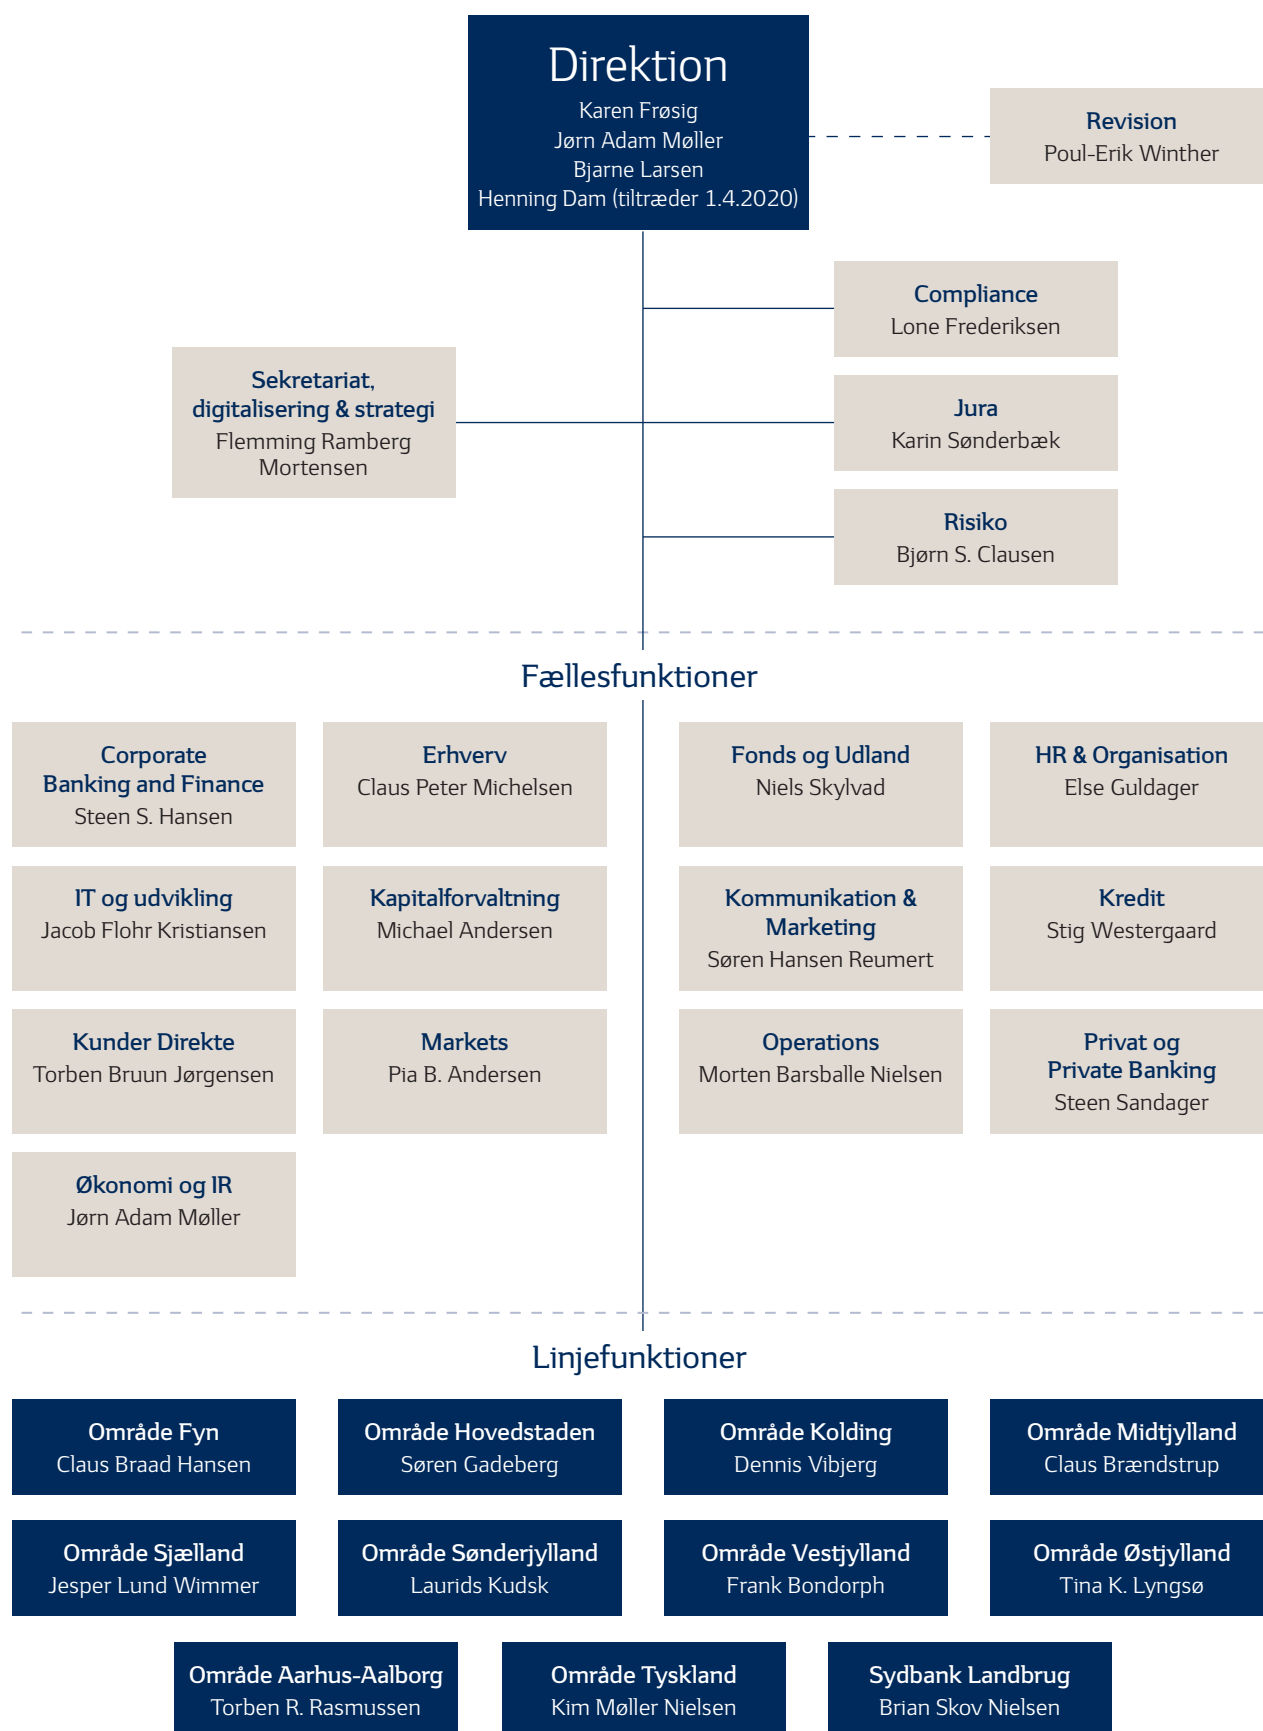 Direktion
Karen Frøsig
Jørn Adam Møller
Bjarne Larsen
Henning Dam (tiltræder 1.4.2020)
Revision
Poul-Erik Winther
Compliance
Lone Frederiksen
Sekretariat,
digitalisering & strategi
Flemming Ramberg
Mortensen
Jura
Karin Sønderbæk
Risiko
Bjørn S. Clausen
Fællesfunktioner
Corporate
Banking and Finance
Steen S. Hansen
Erhverv
Claus Peter Michelsen
Fonds og Udland
Niels Skylvad
HR & Organisation
Else Guldager
IT og udvikling
Jacob Flohr Kristiansen
Kapitalforvaltning
Michael Andersen
Kommunikation &
Marketing
Søren Hansen Reumert
Kredit
Stig Westergaard
Kunder Direkte
Torben Bruun Jørgensen
Markets
Pia B. Andersen
Operations
Morten Barsballe Nielsen
Privat og
Private Banking
Steen Sandager
Økonomi og IR
Jørn Adam Møller
Linjefunktioner
Område Fyn
Claus Braad Hansen
Område Hovedstaden
Søren Gadeberg
Område Kolding
Dennis Vibjerg
Område Midtjylland
Claus Brændstrup
Område Sjælland
Jesper Lund Wimmer
Område Sønderjylland
Laurids Kudsk
Område Vestjylland
Frank Bondorph
Område Østjylland
Tina K. Lyngsø
Område Aarhus-Aalborg
Torben R. Rasmussen
Område Tyskland
Kim Møller Nielsen
Sydbank Landbrug
Brian Skov Nielsen